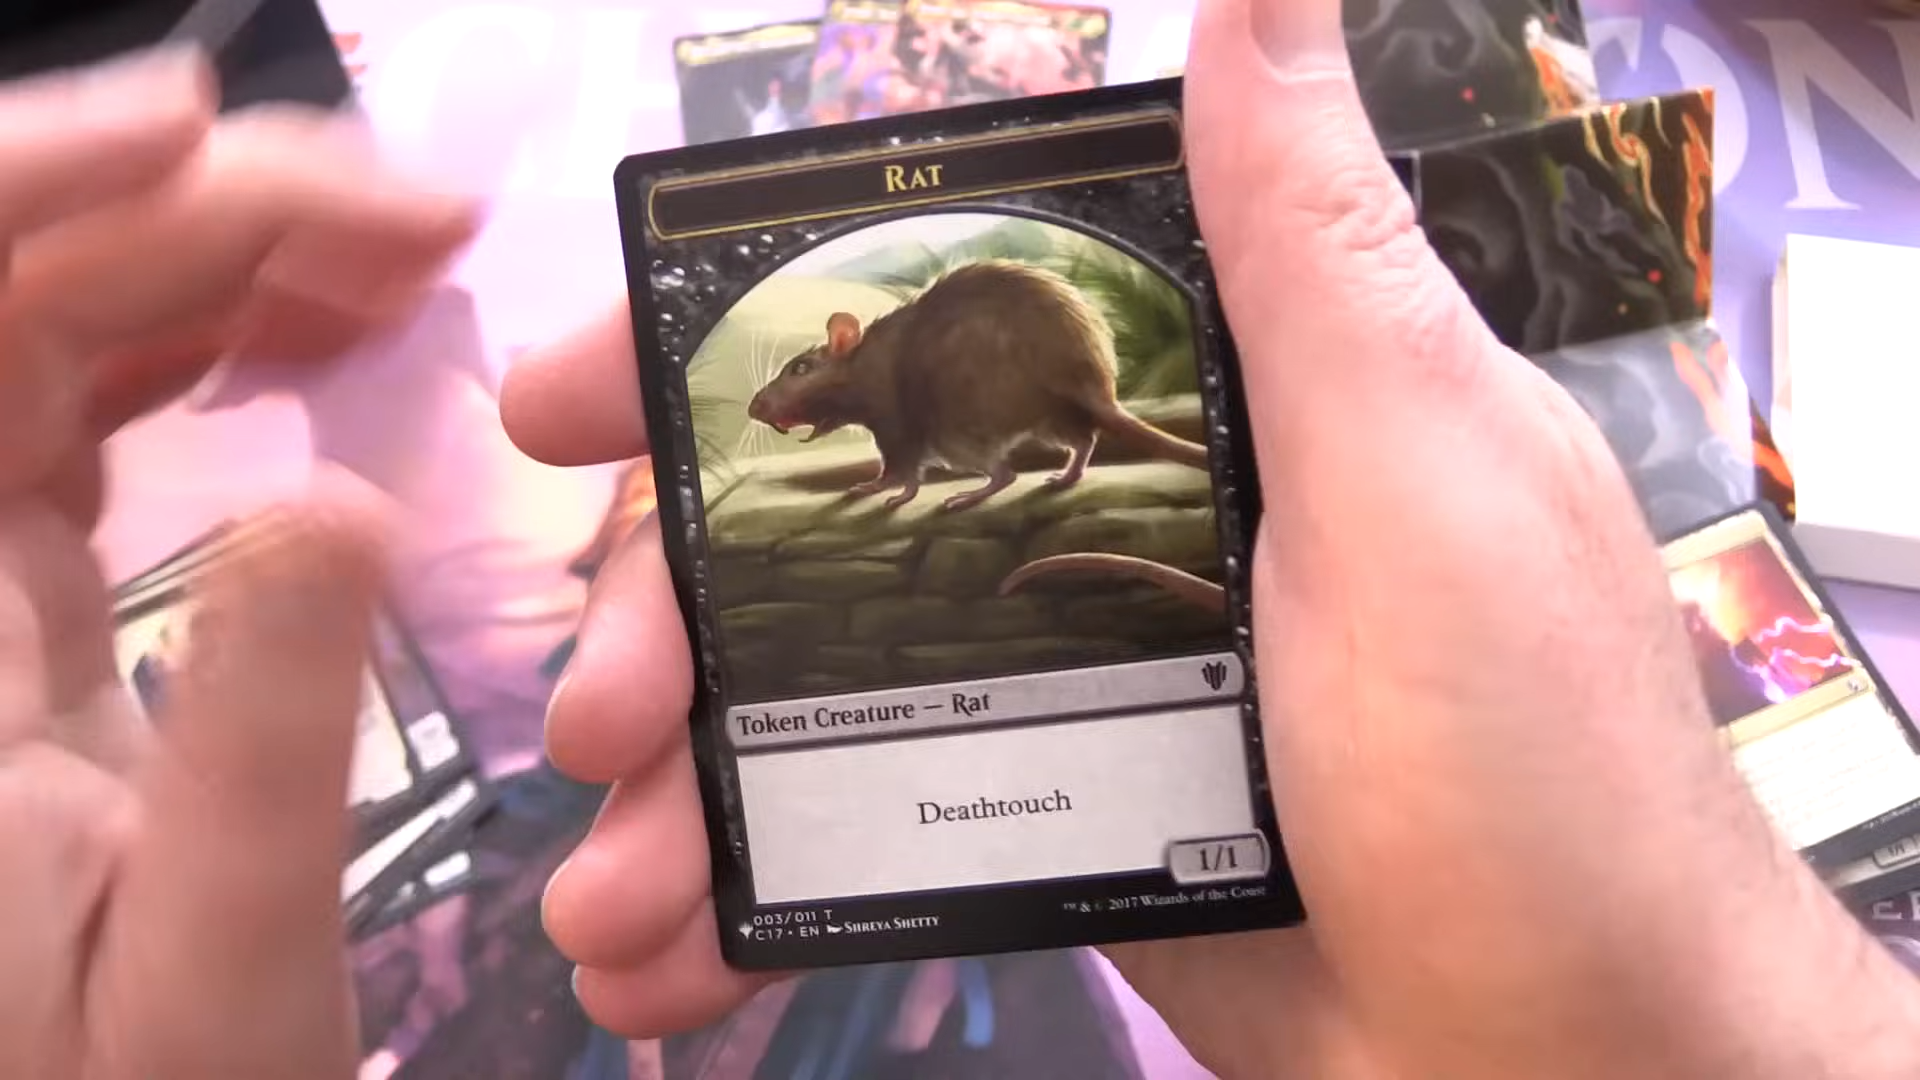 RAT
Token Creature — Rat
Deathtouch
1/1
003/011 T
C17 • EN SHREYA SHETTY
™ & © 2017 Wizards of the Coast